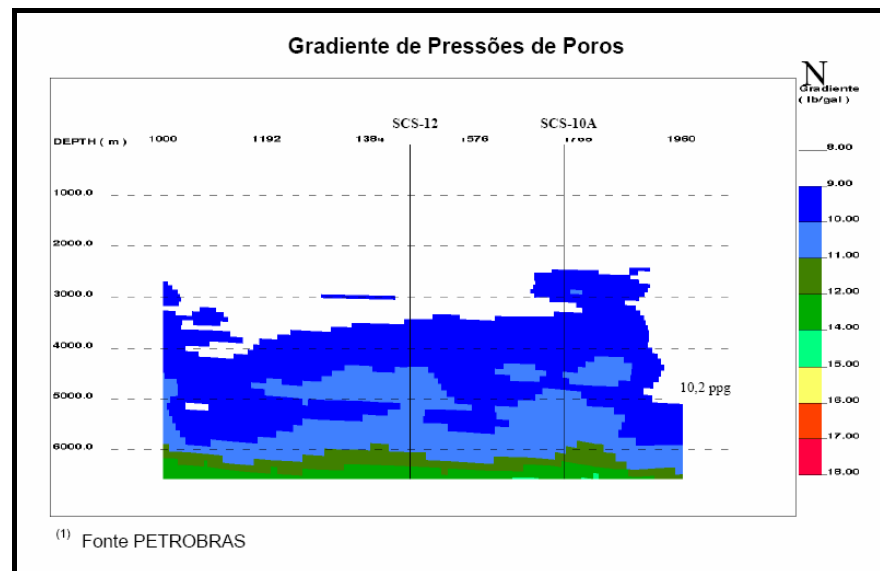 Gradiente de Pressões de Poros
N
Gradiente
( lb/gal )
SCS-12 SCS-10A
DEPTH ( m ) 1000 1192 1384 1576 1768 1960
8.00
1000.0
9.00
2000.0
10.00
11.00
3000.0
12.00
4000.0
14.00
15.00
5000.0
10,2 ppg
16.00
6000.0
17.00
18.00
(1) Fonte PETROBRAS